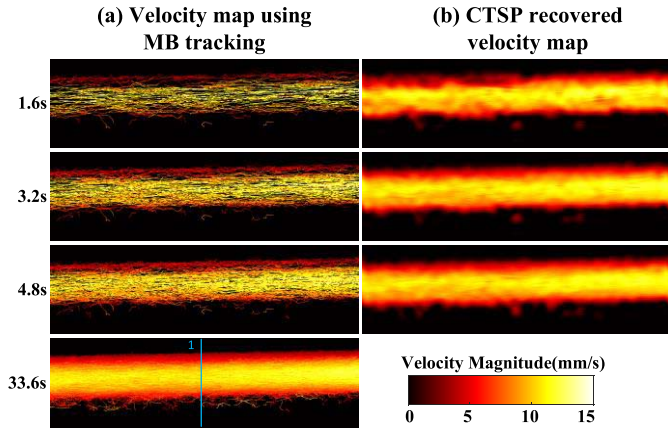 (a) Velocity map using
MB tracking
(b) CTSP recovered
velocity map
1.6s
3.2s
4.8s
33.6s
1
Velocity Magnitude(mm/s)
0 5 10 15